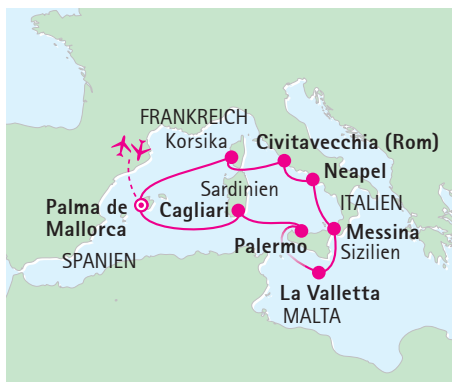 FRANKREICH
Korsika
Civitavecchia (Rom)
Neapel
Sardinien
ITALIEN
Palma de
Mallorca
Cagliari
Palermo
Messina
Sizilien
SPANIEN
La Valletta
MALTA